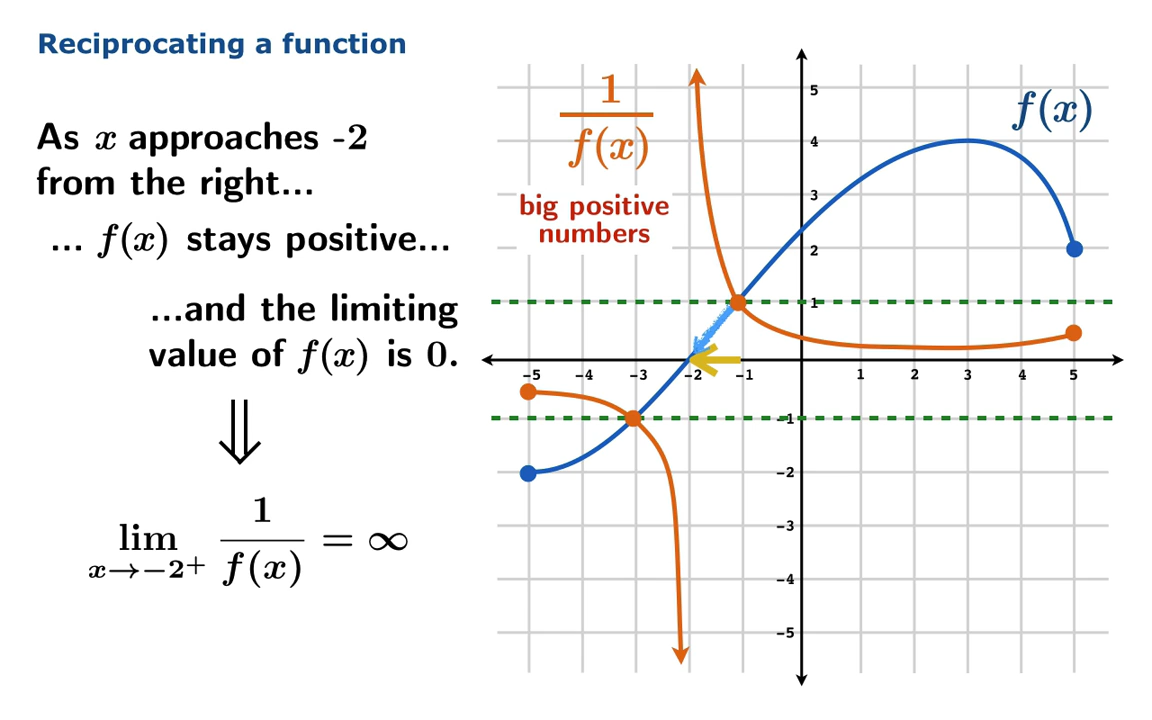 Reciprocating a function
As x approaches -2
from the right...
... f(x) stays positive...
...and the limiting
value of f(x) is 0.
⇓
lim x→−2⁺ 1/f(x) = ∞
1/f(x)
big positive
numbers
f(x)
5
4
3
2
1
-5 -4 -3 -2 -1 1 2 3 4 5
-1
-2
-3
-4
-5